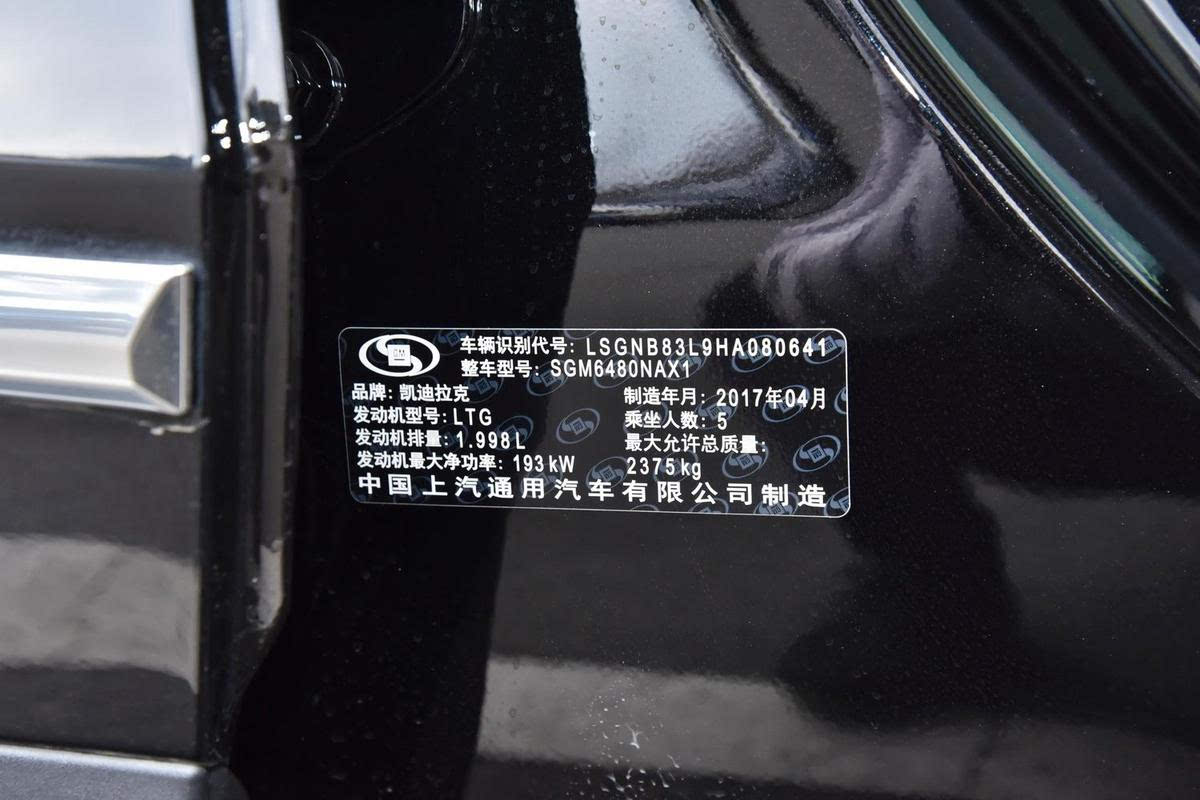 车辆识别代号: LSGNB83L9HA080641
整车型号: SGM6480NAX1
品牌: 凯迪拉克 制造年月: 2017年04月
发动机型号: LTG 乘坐人数: 5
发动机排量: 1.998L 最大允许总质量:
发动机最大净功率: 193kW 2375kg
中国上汽通用汽车有限公司制造